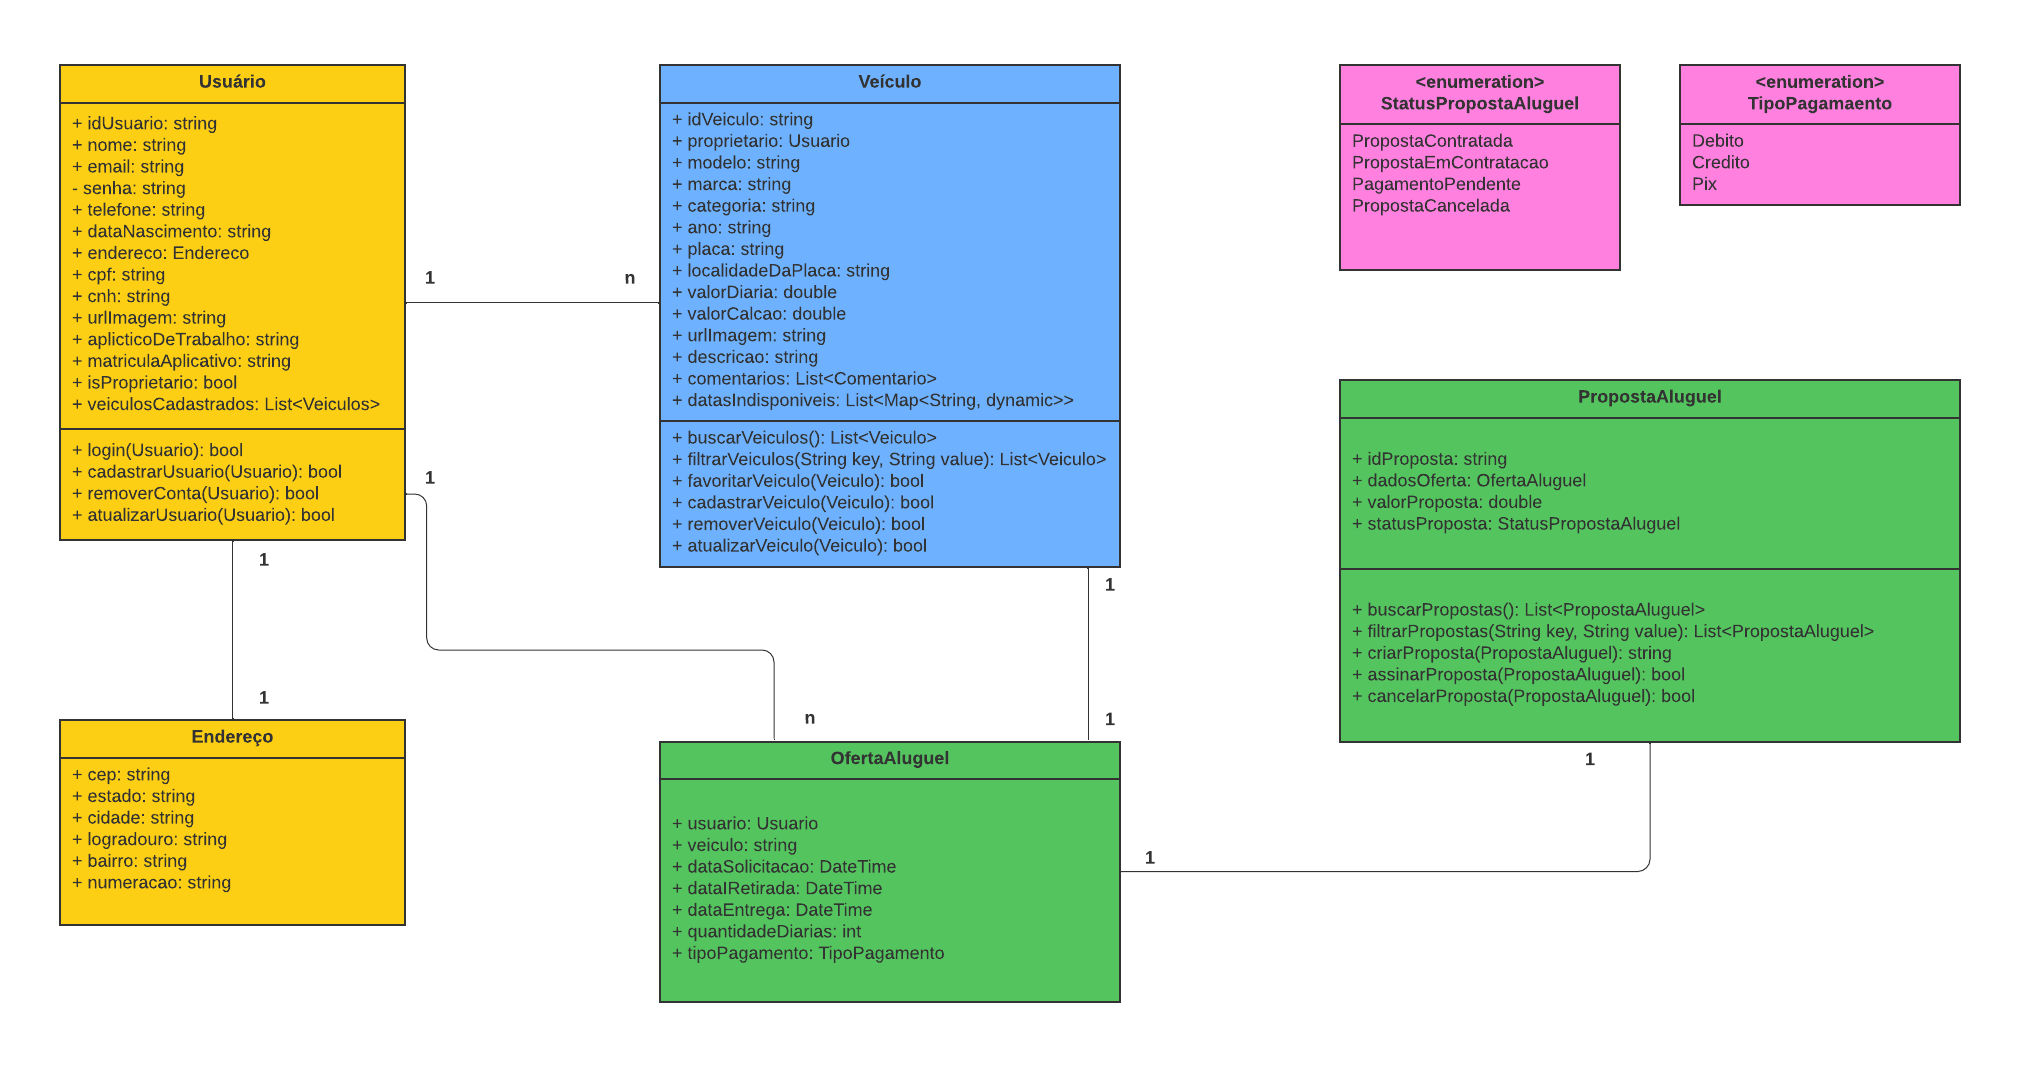 Usuário
+ idUsuario: string
+ nome: string
+ email: string
- senha: string
+ telefone: string
+ dataNascimento: string
+ endereco: Endereco
+ cpf: string
+ cnh: string
+ urlImagem: string
+ aplicticoDeTrabalho: string
+ matriculaAplicativo: string
+ isProprietario: bool
+ veiculosCadastrados: List<Veiculos>
+ login(Usuario): bool
+ cadastrarUsuario(Usuario): bool
+ removerConta(Usuario): bool
+ atualizarUsuario(Usuario): bool
1
n
1
1
1
Endereço
+ cep: string
+ estado: string
+ cidade: string
+ logradouro: string
+ bairro: string
+ numeracao: string
Veículo
+ idVeiculo: string
+ proprietario: Usuario
+ modelo: string
+ marca: string
+ categoria: string
+ ano: string
+ placa: string
+ localidadeDaPlaca: string
+ valorDiaria: double
+ valorCalcao: double
+ urlImagem: string
+ descricao: string
+ comentarios: List<Comentario>
+ datasIndisponiveis: List<Map<String, dynamic>>
+ buscarVeiculos(): List<Veiculo>
+ filtrarVeiculos(String key, String value): List<Veiculo>
+ favoritarVeiculo(Veiculo): bool
+ cadastrarVeiculo(Veiculo): bool
+ removerVeiculo(Veiculo): bool
+ atualizarVeiculo(Veiculo): bool
1
n
1
OfertaAluguel
+ usuario: Usuario
+ veiculo: string
+ dataSolicitacao: DateTime
+ dataIRetirada: DateTime
+ dataEntrega: DateTime
+ quantidadeDiarias: int
+ tipoPagamento: TipoPagamento
1
<enumeration>
StatusPropostaAluguel
PropostaContratada
PropostaEmContratacao
PagamentoPendente
PropostaCancelada
<enumeration>
TipoPagamaento
Debito
Credito
Pix
PropostaAluguel
+ idProposta: string
+ dadosOferta: OfertaAluguel
+ valorProposta: double
+ statusProposta: StatusPropostaAluguel
+ buscarPropostas(): List<PropostaAluguel>
+ filtrarPropostas(String key, String value): List<PropostaAluguel>
+ criarProposta(PropostaAluguel): string
+ assinarProposta(PropostaAluguel): bool
+ cancelarProposta(PropostaAluguel): bool
1